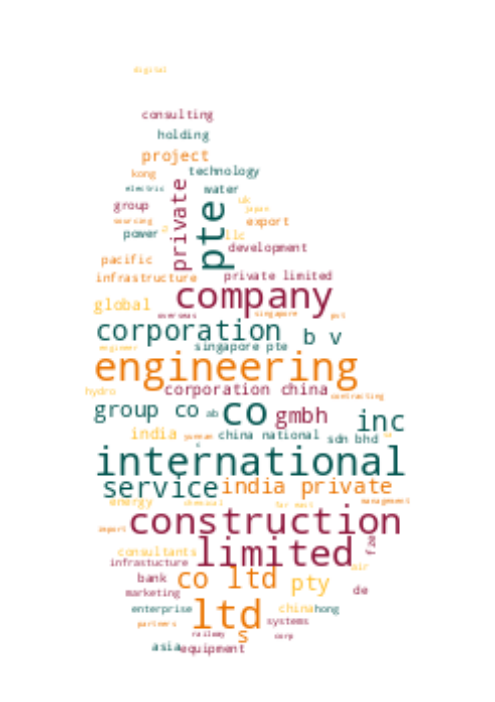 digital
consulting
holding
project
kong technology
electric water
group private pte uk
japan
sourcing export
power llc
development
pacific
infrastructure private limited
company
global
overseas singapore pvt
corporation b v
singapore pte
engineer
engineering
hydro corporation china
contracting
group co ab co gmbh inc
india yunnan china national sdn bhd
international
service india private
energy chemical far east management
construction
import
limited fze
consultants
infrastucture air
bank co ltd pty
marketing de
enterprise ltd china hong
partners systems
railway s corp
asia equipment